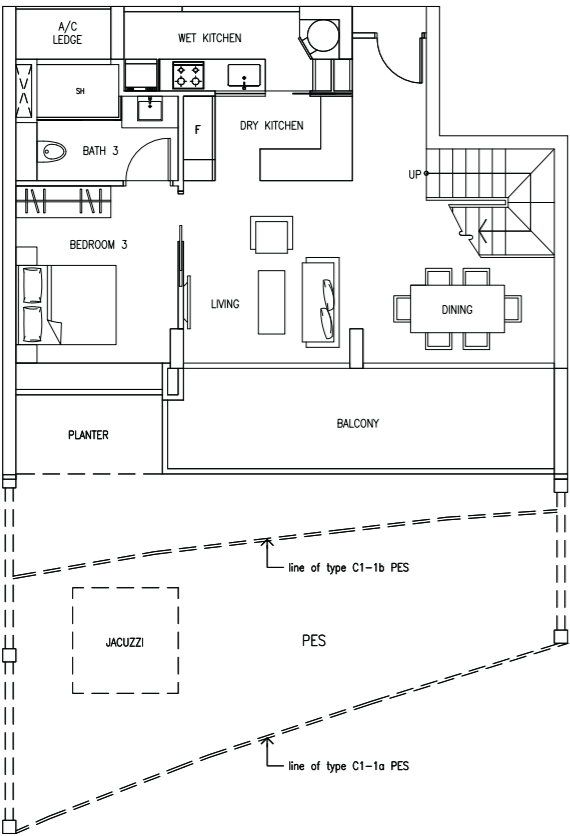 A/C
LEDGE
WET KITCHEN
SH
F
DRY KITCHEN
BATH 3
UP
BEDROOM 3
LIVING
DINING
PLANTER
BALCONY
line of type C1-1b PES
JACUZZI
PES
line of type C1-1a PES